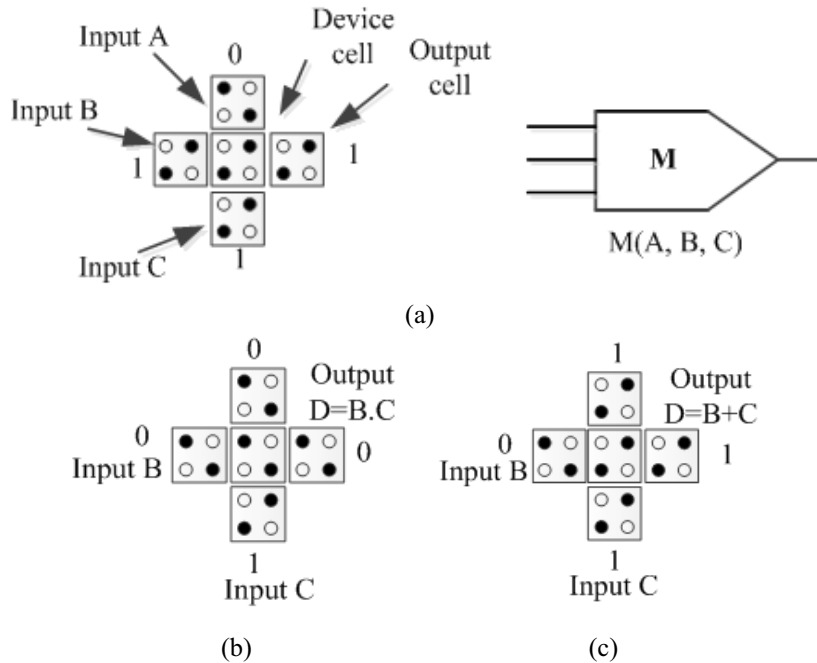 Input A
0
Device cell
Output cell
Input B
1
1
Input C
1
M
M(A, B, C)
(a)
0
Output
D=B.C
0
Input B
0
1
Input C
(b)
1
Output
D=B+C
0
Input B
1
1
Input C
(c)